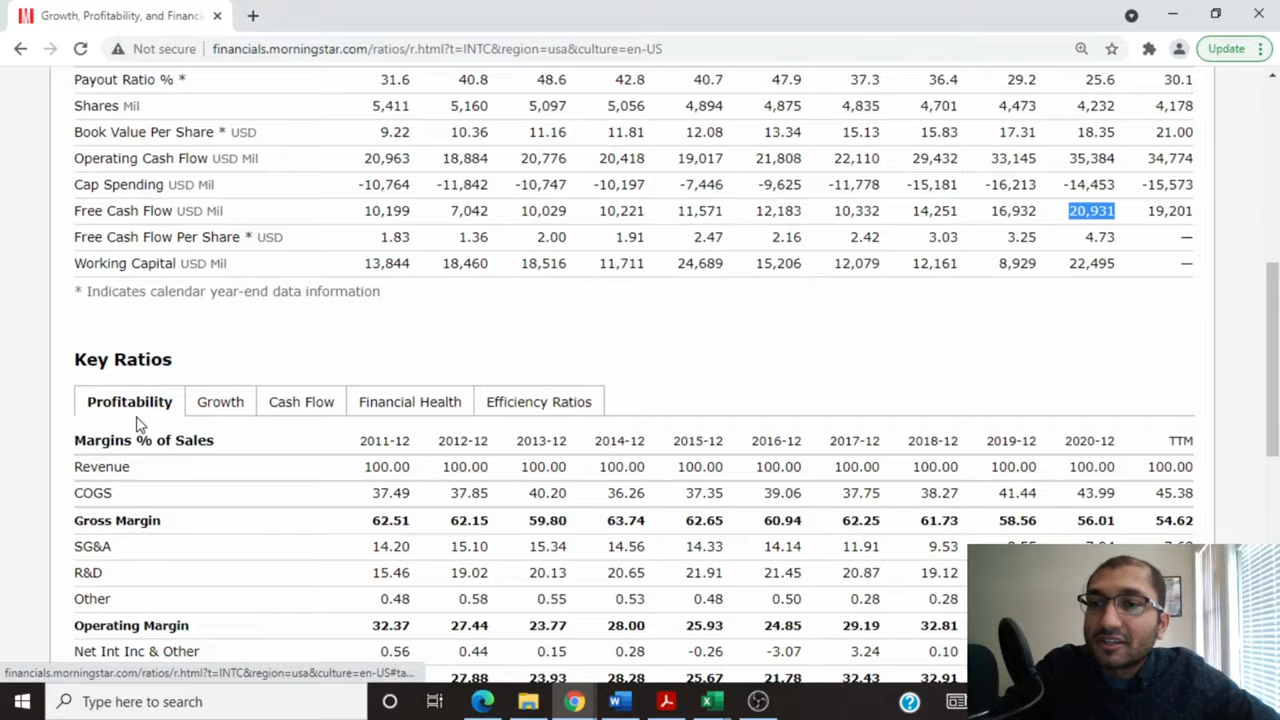 Growth, Profitability, and Financi
Not secure financials.morningstar.com/ratios/r.html?t=INTC&region=usa&culture=en-US Update
Payout Ratio % * 31.6 40.8 48.6 42.8 40.7 47.9 37.3 36.4 29.2 25.6 30.1
Shares Mil 5,411 5,160 5,097 5,056 4,894 4,875 4,835 4,701 4,473 4,232 4,178
Book Value Per Share * USD 9.22 10.36 11.16 11.81 12.08 13.34 15.13 15.83 17.31 18.35 21.00
Operating Cash Flow USD Mil 20,963 18,884 20,776 20,418 19,017 21,808 22,110 29,432 33,145 35,384 34,774
Cap Spending USD Mil -10,764 -11,842 -10,747 -10,197 -7,446 -9,625 -11,778 -15,181 -16,213 -14,453 -15,573
Free Cash Flow USD Mil 10,199 7,042 10,029 10,221 11,571 12,183 10,332 14,251 16,932 20,931 19,201
Free Cash Flow Per Share * USD 1.83 1.36 2.00 1.91 2.47 2.16 2.42 3.03 3.25 4.73 —
Working Capital USD Mil 13,844 18,460 18,516 11,711 24,689 15,206 12,079 12,161 8,929 22,495 —
* Indicates calendar year-end data information
Key Ratios
Profitability Growth Cash Flow Financial Health Efficiency Ratios
Margins % of Sales 2011-12 2012-12 2013-12 2014-12 2015-12 2016-12 2017-12 2018-12 2019-12 2020-12 TTM
Revenue 100.00 100.00 100.00 100.00 100.00 100.00 100.00 100.00 100.00 100.00 100.00
COGS 37.49 37.85 40.20 36.26 37.35 39.06 37.75 38.27 41.44 43.99 45.38
Gross Margin 62.51 62.15 59.80 63.74 62.65 60.94 62.25 61.73 58.56 56.01 54.62
SG&A 14.20 15.10 15.34 14.56 14.33 14.14 11.91 9.53
R&D 15.46 19.02 20.13 20.65 21.91 21.45 20.87 19.12
Other 0.48 0.58 0.55 0.53 0.48 0.50 0.28 0.28
Operating Margin 32.37 27.44 23.77 28.00 25.93 24.85 29.19 32.81
Net Int Inc & Other 0.56 0.44 0.28 -0.26 -3.07 3.24 0.10
financials.morningstar.com/ratios/r.html?t=INTC&region=usa&culture=en-US#ta...
27.88 28.28 25.67 21.78 32.43 32.91
Type here to search